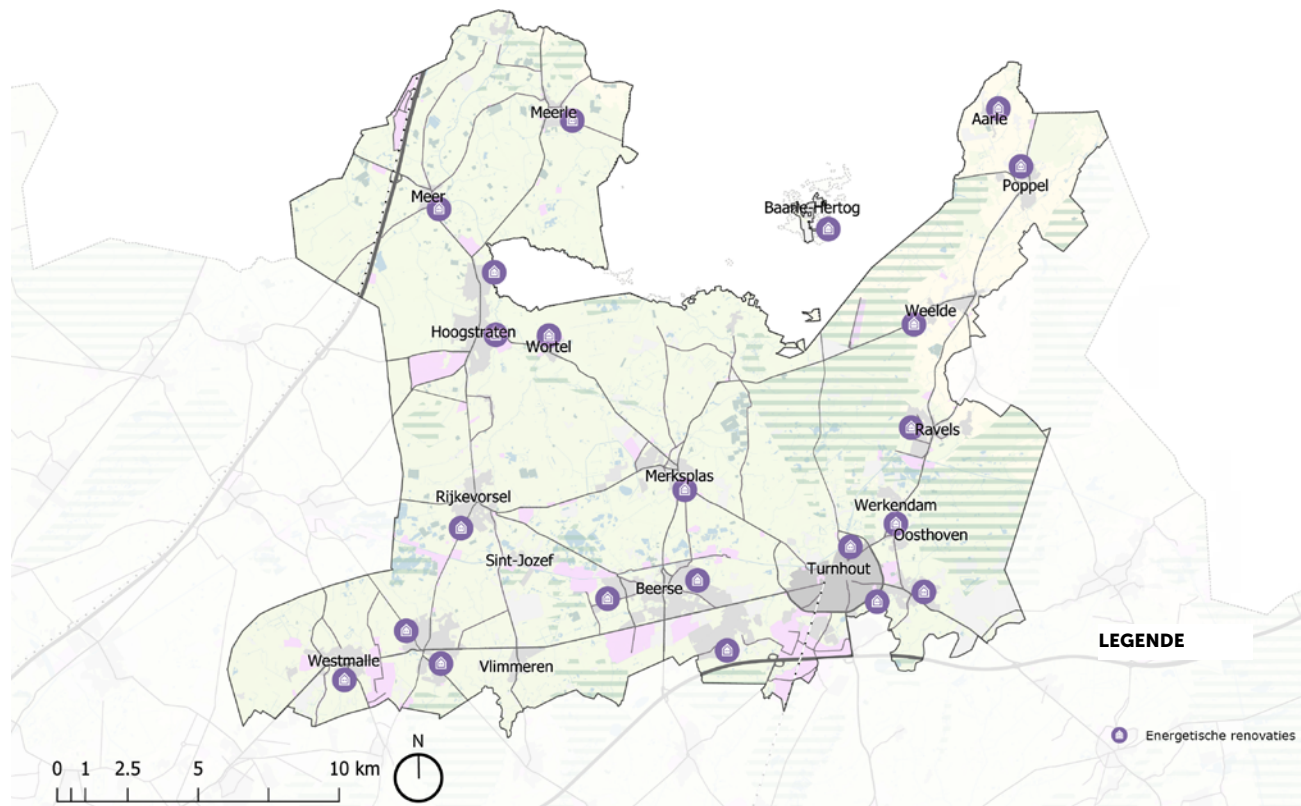 Meerle
Aarle
Poppel
Meer
Baarle-Hertog
Weelde
Hoogstraten
Wortel
Ravels
Merksplas
Rijkevorsel
Werkendam
Oosthoven
Sint-Jozef
Turnhout
Beerse
LEGENDE
Westmalle
Vlimmeren
Energetische renovaties
N
0 1 2.5 5 10 km